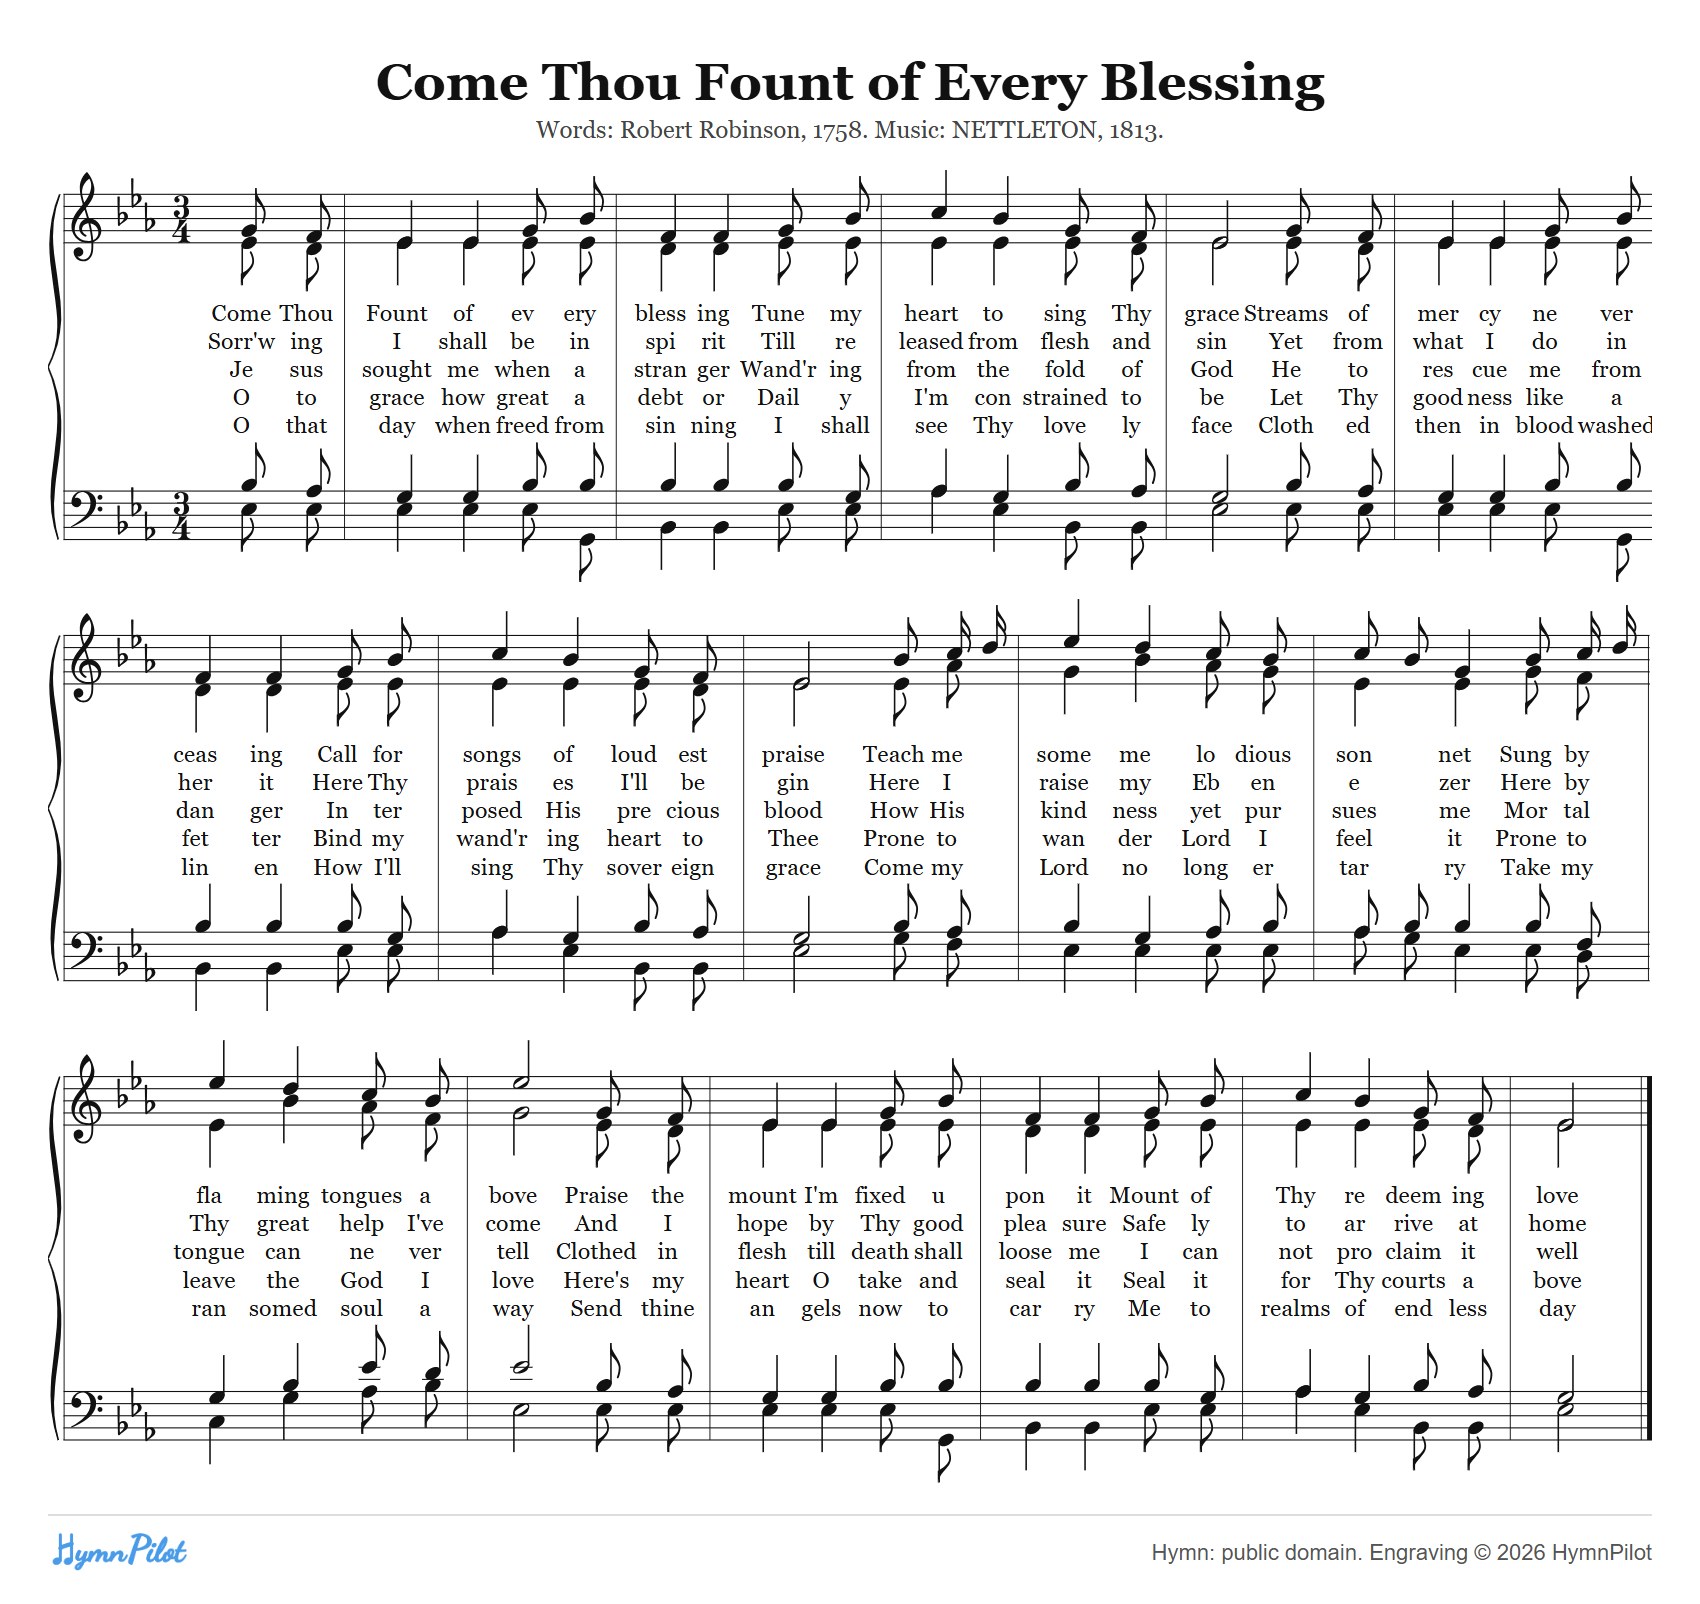 Come Thou Fount of Every Blessing
Words: Robert Robinson, 1758. Music: NETTLETON, 1813.
3 4
Come Thou Fount of ev ery bless ing Tune my heart to sing Thy grace Streams of mer cy ne ver
Sorr'w ing I shall be in spi rit Till re leased from flesh and sin Yet from what I do in
Je sus sought me when a stran ger Wand'r ing from the fold of God He to res cue me from
O to grace how great a debt or Dail y I'm con strained to be Let Thy good ness like a
O that day when freed from sin ning I shall see Thy love ly face Cloth ed then in blood washed
3 4
ceas ing Call for songs of loud est praise Teach me some me lo dious son net Sung by
her it Here Thy prais es I'll be gin Here I raise my Eb en e zer Here by
dan ger In ter posed His pre cious blood How His kind ness yet pur sues me Mor tal
fet ter Bind my wand'r ing heart to Thee Prone to wan der Lord I feel it Prone to
lin en How I'll sing Thy sover eign grace Come my Lord no long er tar ry Take my
fla ming tongues a bove Praise the mount I'm fixed u pon it Mount of Thy re deem ing love
Thy great help I've come And I hope by Thy good plea sure Safe ly to ar rive at home
tongue can ne ver tell Clothed in flesh till death shall loose me I can not pro claim it well
leave the God I love Here's my heart O take and seal it Seal it for Thy courts a bove
ran somed soul a way Send thine an gels now to car ry Me to realms of end less day
HymnPilot
Hymn: public domain. Engraving © 2026 HymnPilot